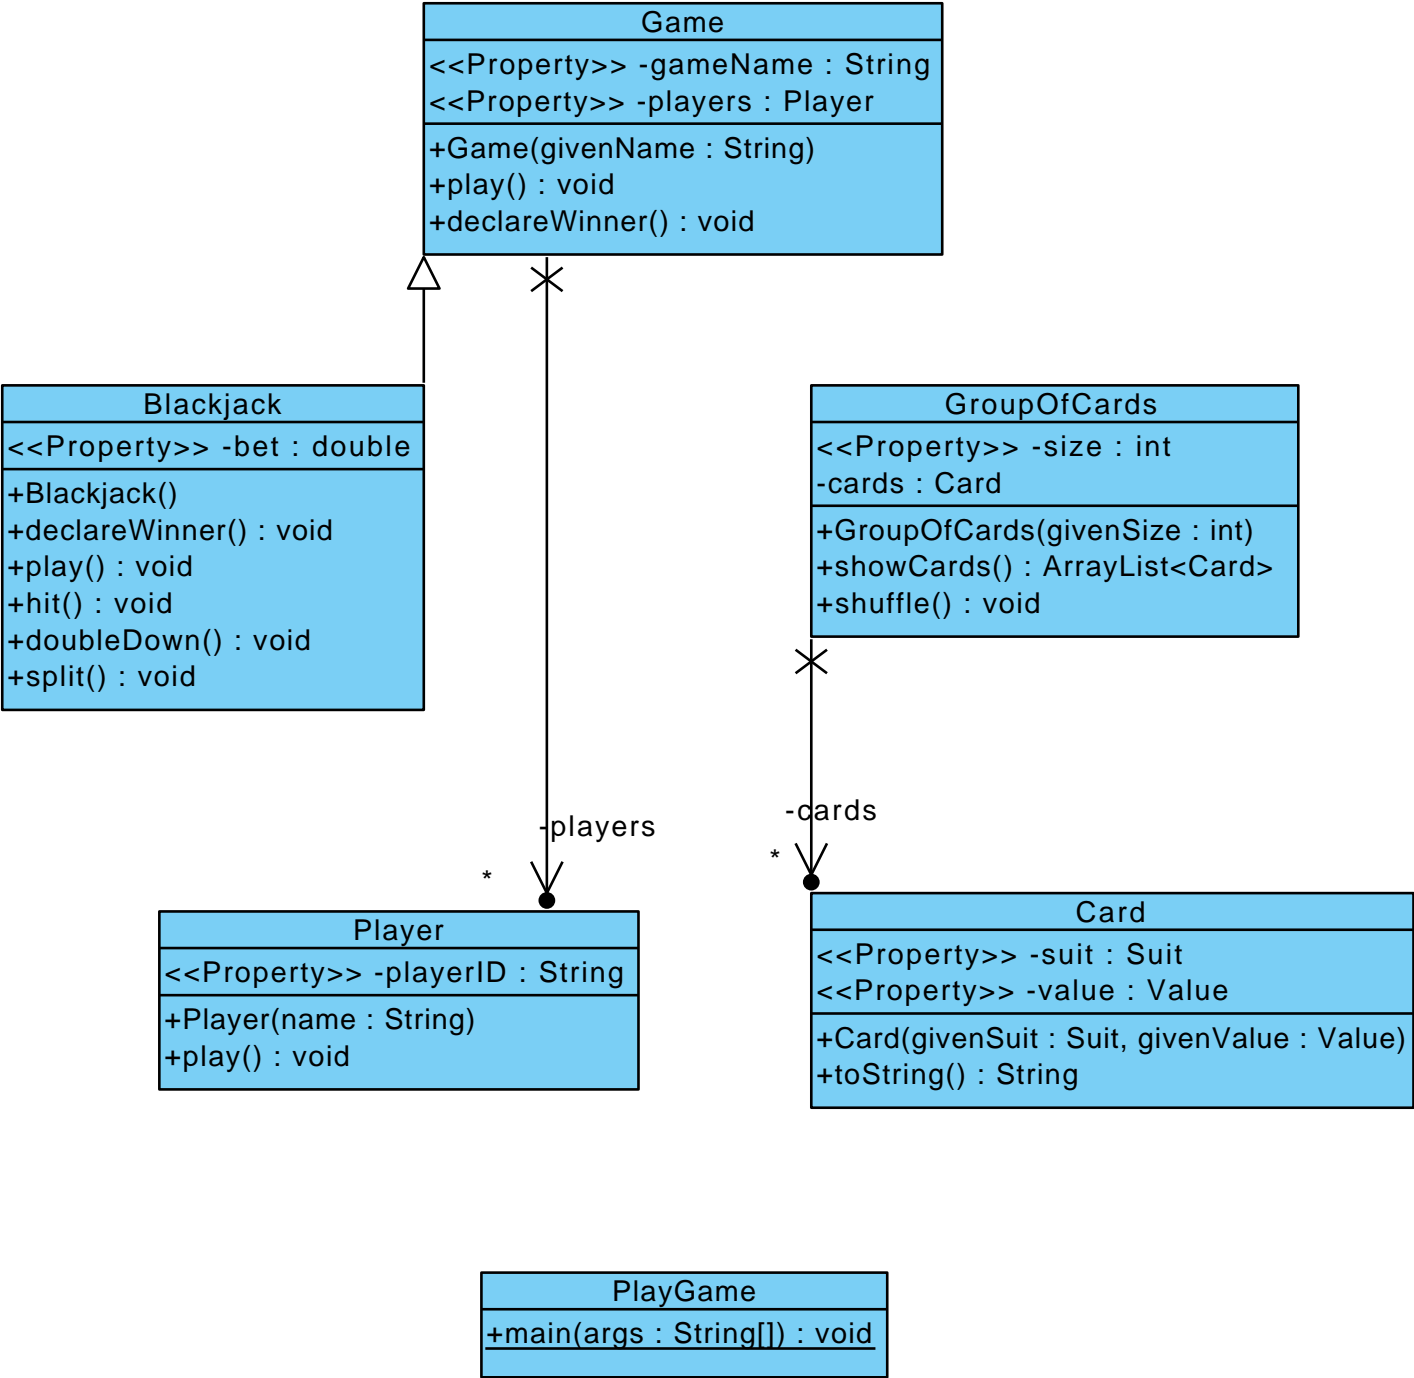 Game
<<Property>> -gameName : String
<<Property>> -players : Player
+Game(givenName : String)
+play() : void
+declareWinner() : void
Blackjack
<<Property>> -bet : double
+Blackjack()
+declareWinner() : void
+play() : void
+hit() : void
+doubleDown() : void
+split() : void
GroupOfCards
<<Property>> -size : int
-cards : Card
+GroupOfCards(givenSize : int)
+showCards() : ArrayList<Card>
+shuffle() : void
-players
*
-cards
*
Player
<<Property>> -playerID : String
+Player(name : String)
+play() : void
Card
<<Property>> -suit : Suit
<<Property>> -value : Value
+Card(givenSuit : Suit, givenValue : Value)
+toString() : String
PlayGame
+main(args : String[]) : void